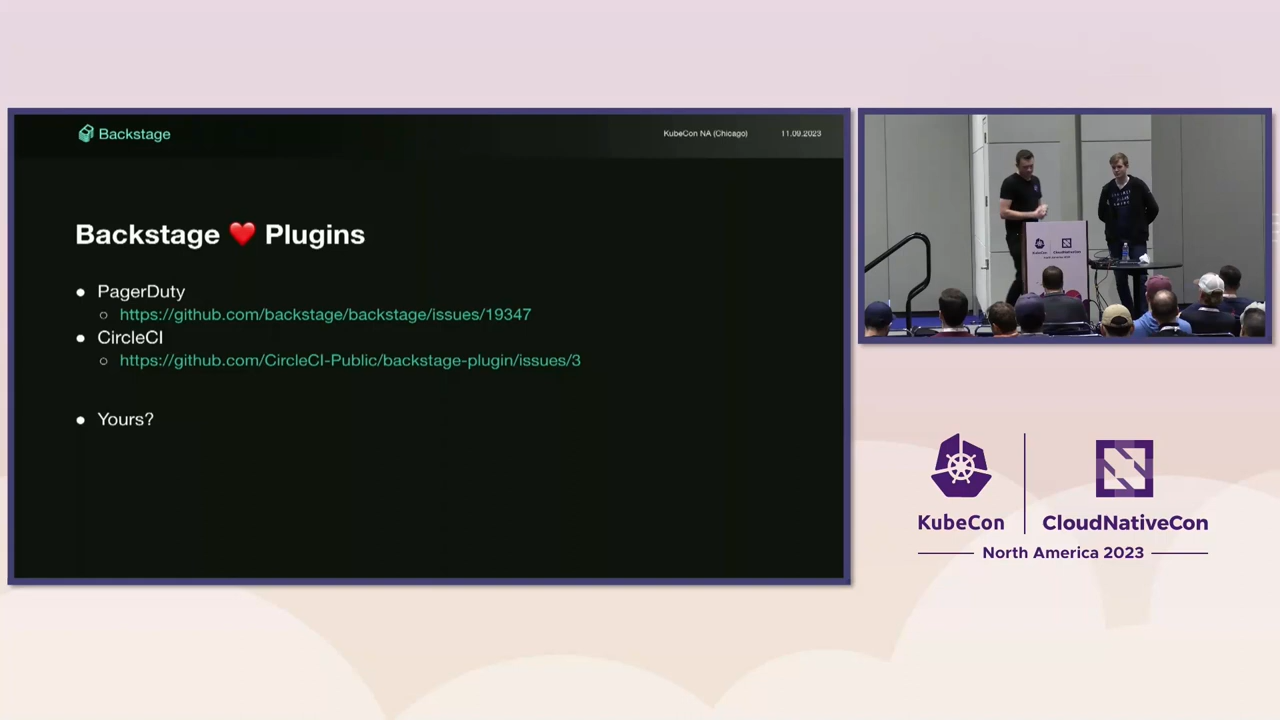 Backstage
KubeCon NA (Chicago)
11.09.2023
Backstage ❤️ Plugins
● PagerDuty
○ https://github.com/backstage/backstage/issues/19347
● CircleCI
○ https://github.com/CircleCI-Public/backstage-plugin/issues/3
● Yours?
KubeCon
CloudNativeCon
North America 2023